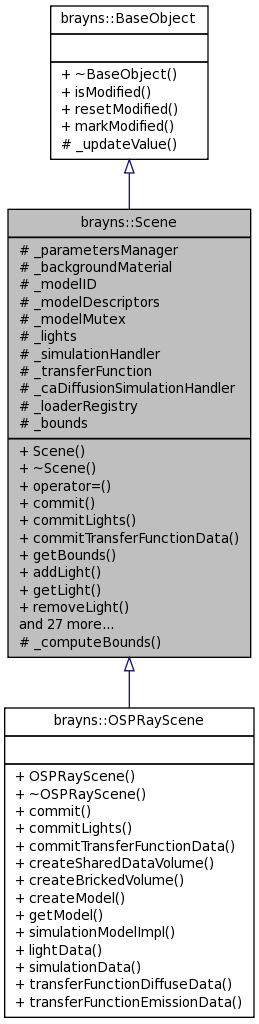 brayns::BaseObject
+ ~BaseObject()
+ isModified()
+ resetModified()
+ markModified()
# _updateValue()
brayns::Scene
# _parametersManager
# _backgroundMaterial
# _modelID
# _modelDescriptors
# _modelMutex
# _lights
# _simulationHandler
# _transferFunction
# _caDiffusionSimulationHandler
# _loaderRegistry
# _bounds
+ Scene()
+ ~Scene()
+ operator=()
+ commit()
+ commitLights()
+ commitTransferFunctionData()
+ getBounds()
+ addLight()
+ getLight()
+ removeLight()
and 27 more...
# _computeBounds()
brayns::OSPRayScene
+ OSPRayScene()
+ ~OSPRayScene()
+ commit()
+ commitLights()
+ commitTransferFunctionData()
+ createSharedDataVolume()
+ createBrickedVolume()
+ createModel()
+ getModel()
+ simulationModelImpl()
+ lightData()
+ simulationData()
+ transferFunctionDiffuseData()
+ transferFunctionEmissionData()